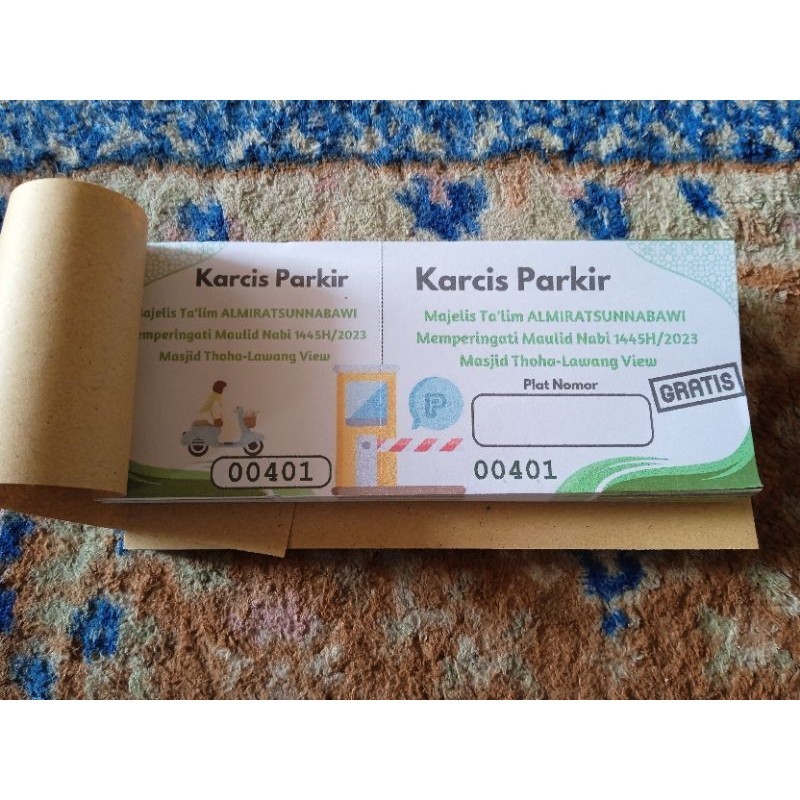 Karcis Parkir
Majelis Ta'lim ALMIRATSUNNABAWI
Memperingati Maulid Nabi 1445H/2023
Masjid Thoha-Lawang View
00401
Karcis Parkir
Majelis Ta'lim ALMIRATSUNNABAWI
Memperingati Maulid Nabi 1445H/2023
Masjid Thoha-Lawang View
Plat Nomor
GRATIS
P
00401